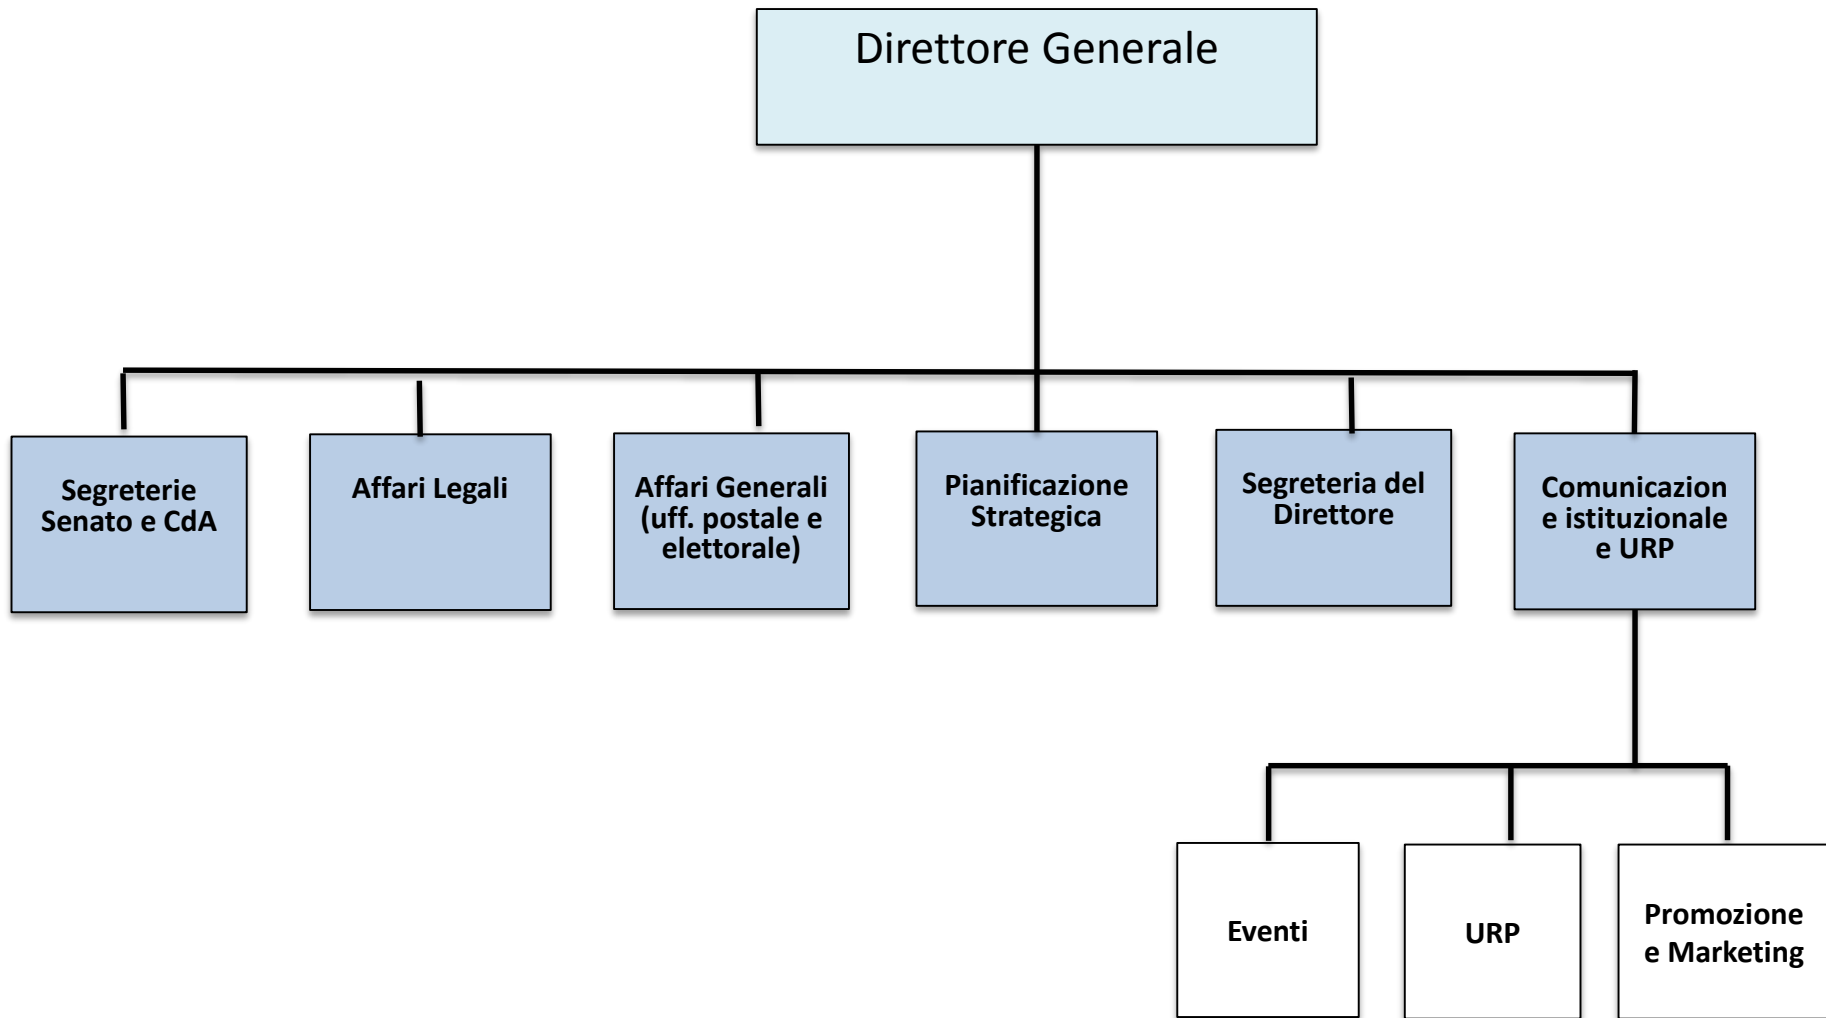 Direttore Generale
Segreterie
Senato e CdA
Affari Legali
Affari Generali
(uff. postale e
elettorale)
Pianificazione
Strategica
Segreteria del
Direttore
Comunicazion
e istituzionale
e URP
Eventi
URP
Promozione
e Marketing